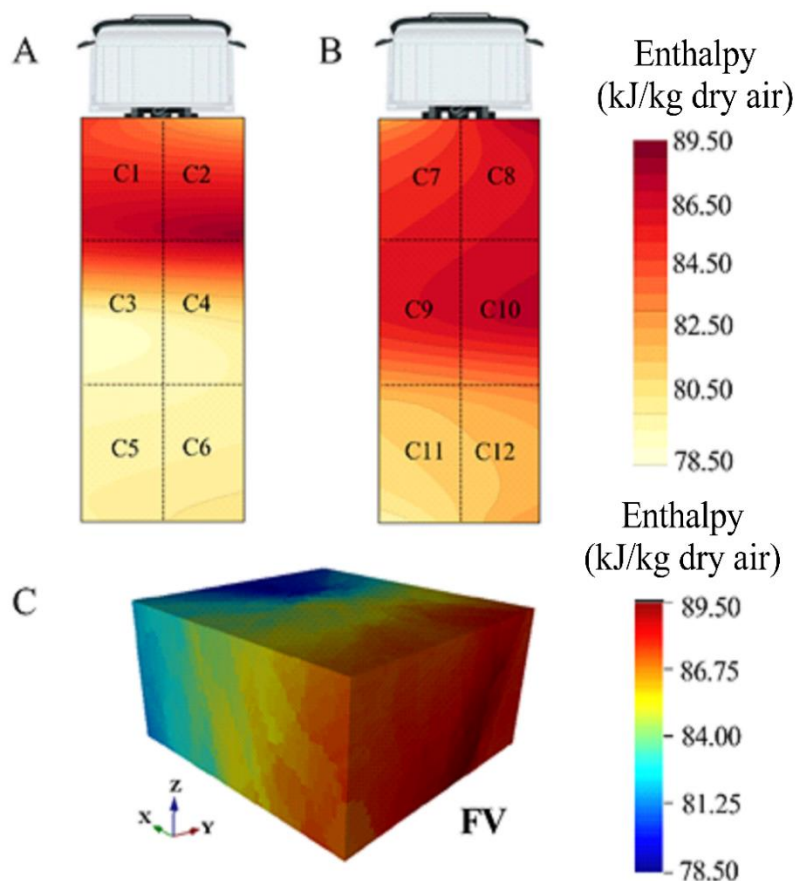 A
B
Enthalpy
(kJ/kg dry air)
C1
C2
C3
C4
C5
C6
C7
C8
C9
C10
C11
C12
89.50
86.50
84.50
82.50
80.50
78.50
C
Z
X
Y
FV
Enthalpy
(kJ/kg dry air)
89.50
86.75
84.00
81.25
78.50